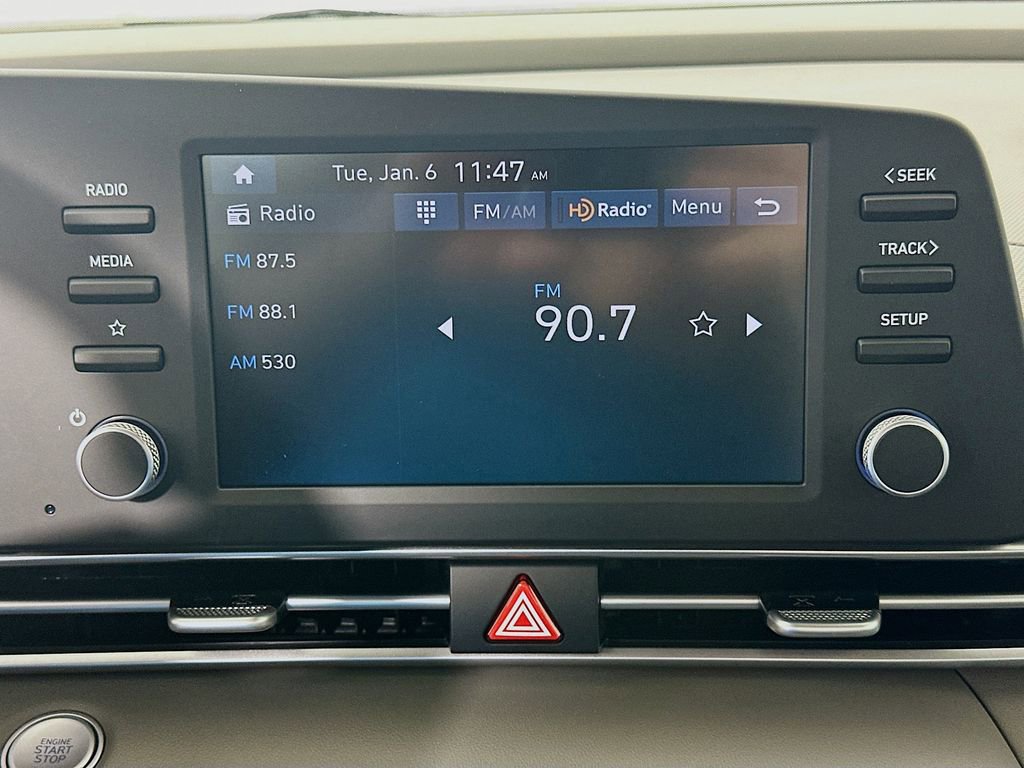 Tue, Jan. 6 11:47 AM
RADIO
<SEEK
Radio FM/AM HD Radio® Menu
MEDIA
TRACK>
FM 87.5
FM
FM 88.1
90.7
SETUP
AM 530
ENGINE
START
STOP